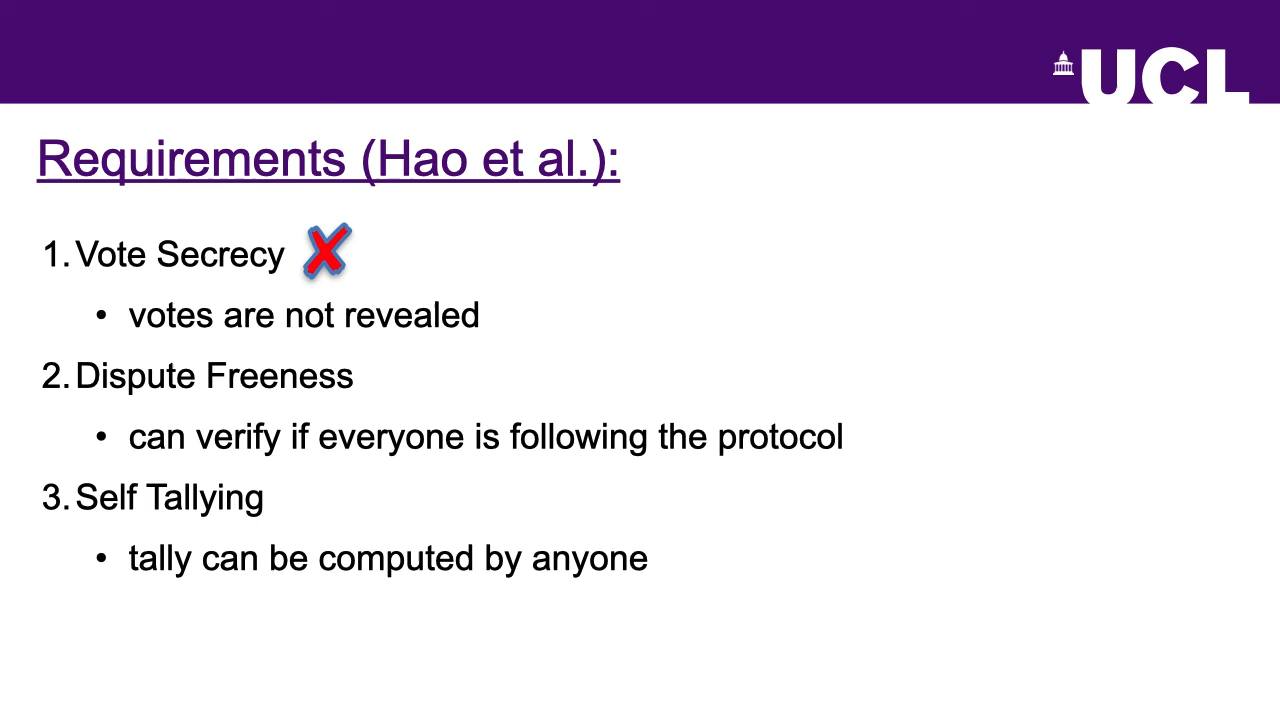 UCL
Requirements (Hao et al.):
1. Vote Secrecy
• votes are not revealed
2. Dispute Freeness
• can verify if everyone is following the protocol
3. Self Tallying
• tally can be computed by anyone